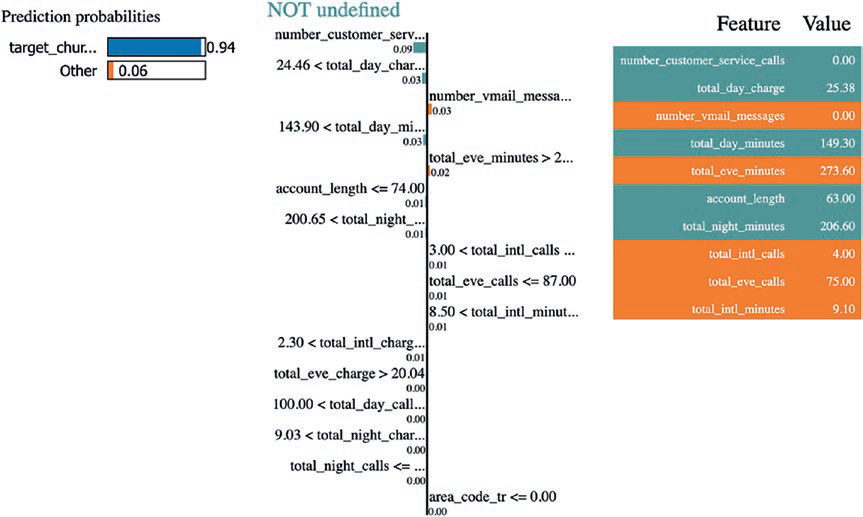 Prediction probabilities
target_chur... 0.94
Other 0.06
NOT undefined
number_customer_serv...
0.09
24.46 < total_day_char...
0.03
number_vmail_messa...
0.03
143.90 < total_day_mi...
0.03
total_eve_minutes > 2...
0.02
account_length <= 74.00
0.01
200.65 < total_night_...
0.01
3.00 < total_intl_calls ...
0.01
total_eve_calls <= 87.00
0.01
8.50 < total_intl_minut...
0.01
2.30 < total_intl_charg...
0.01
total_eve_charge > 20.04
0.00
100.00 < total_day_call...
0.00
9.03 < total_night_char...
0.00
total_night_calls <= ...
0.00
area_code_tr <= 0.00
0.00
Feature Value
number_customer_service_calls 0.00
total_day_charge 25.38
number_vmail_messages 0.00
total_day_minutes 149.30
total_eve_minutes 273.60
account_length 63.00
total_night_minutes 206.60
total_intl_calls 4.00
total_eve_calls 75.00
total_intl_minutes 9.10